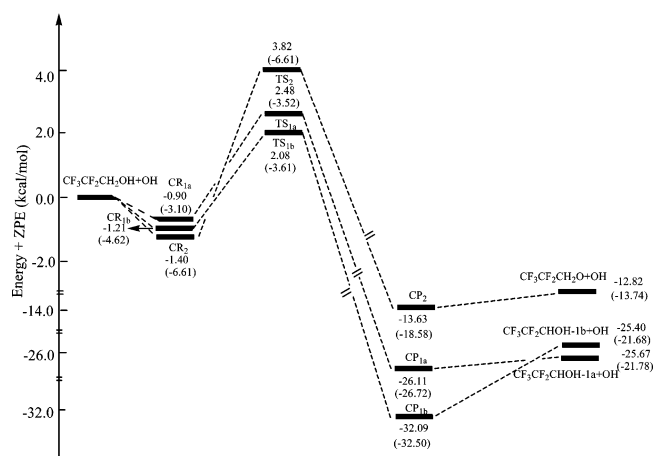 3.82
(-6.61)
4.0
TS2
2.48
(-3.52)
2.0
TS1a
TS1b
2.08
(-3.61)
CF3CF2CH2OH+OH
CR1a
-0.90
(-3.10)
0.0
CR1b
-1.21
(-4.62)
CR2
-1.40
(-6.61)
Energy + ZPE (kcal/mol)
-2.0
CF3CF2CH2O+OH
-12.82
(-13.74)
CP2
-13.63
(-18.58)
-14.0
CF3CF2CHOH-1b+OH
-25.40
(-21.68)
-25.67
(-21.78)
CF3CF2CHOH-1a+OH
-26.0
CP1a
-26.11
(-26.72)
CP1b
-32.09
(-32.50)
-32.0